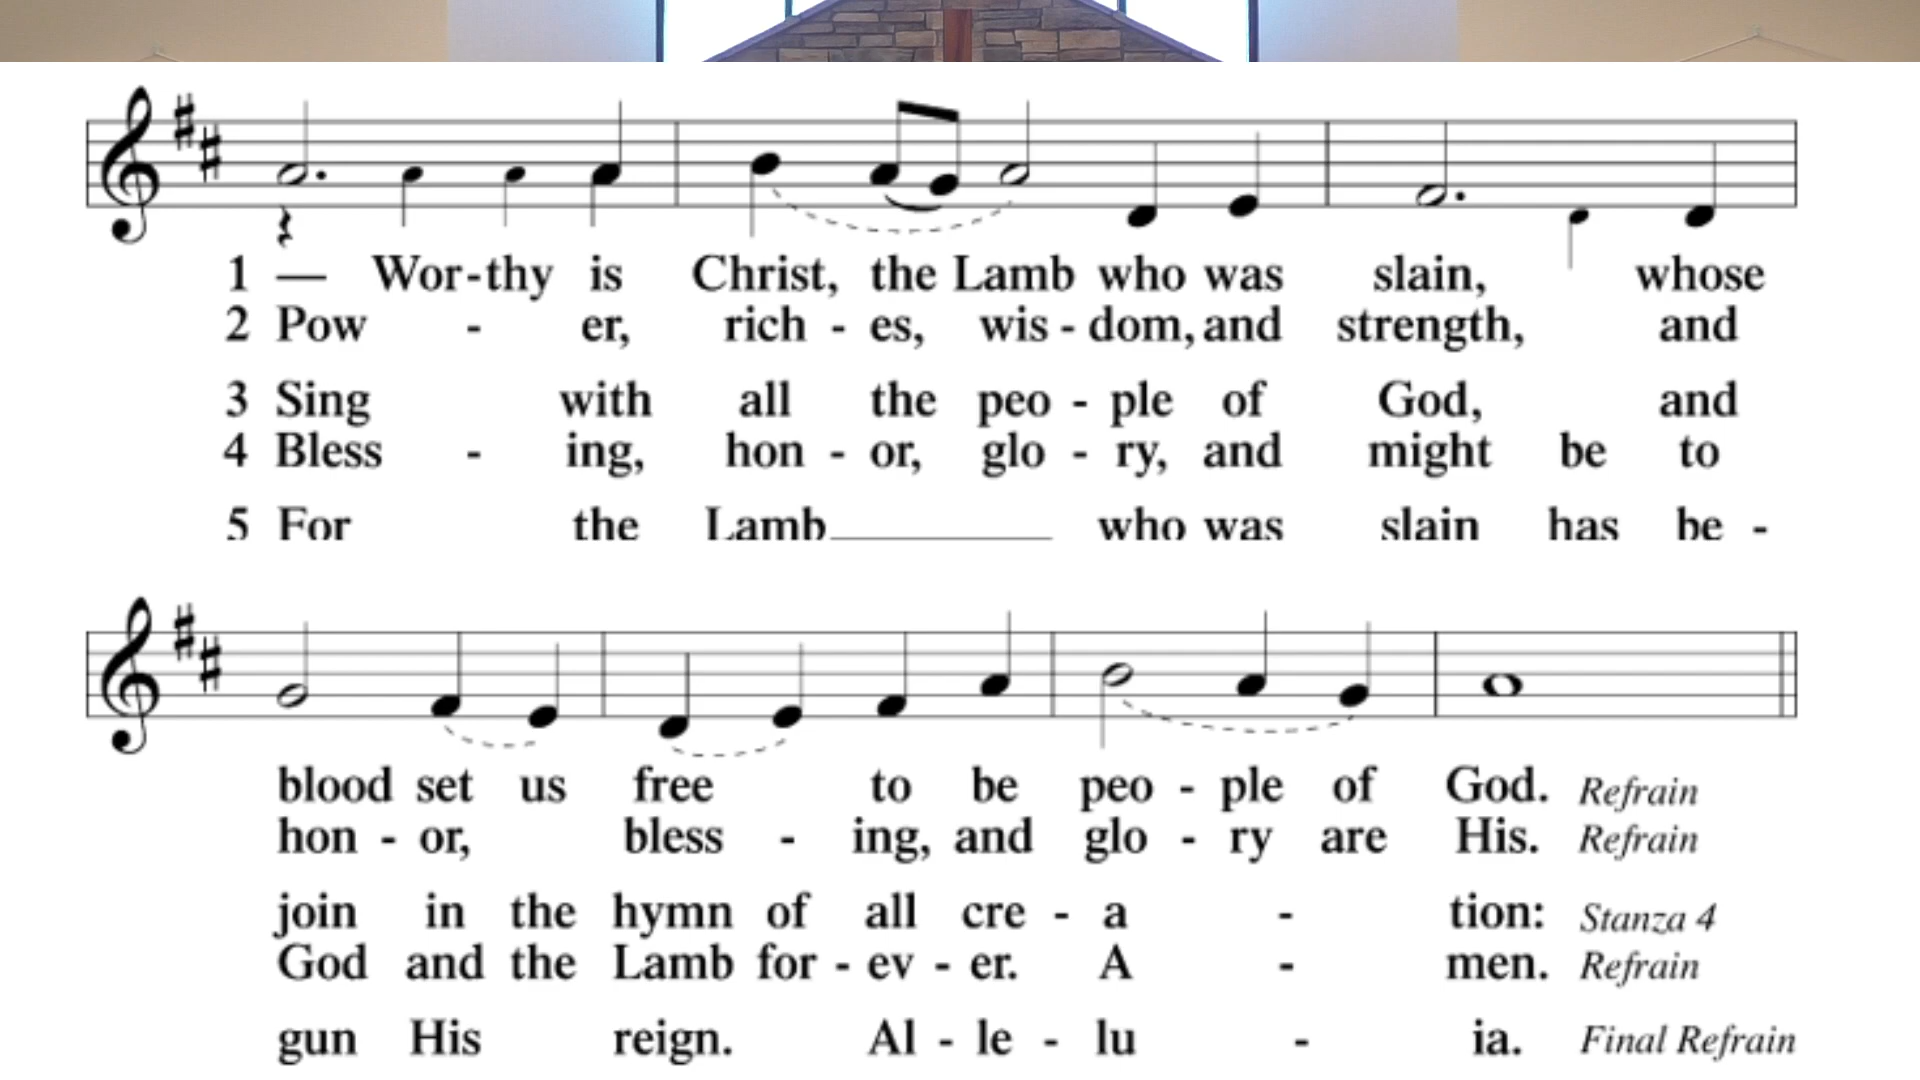 1 — Wor-thy is Christ, the Lamb who was slain, whose
2 Pow - er, rich - es, wis - dom, and strength, and
3 Sing with all the peo - ple of God, and
4 Bless - ing, hon - or, glo - ry, and might be to
5 For the Lamb who was slain has be -
blood set us free to be peo - ple of God. Refrain
hon - or, bless - ing, and glo - ry are His. Refrain
join in the hymn of all cre - a - tion: Stanza 4
God and the Lamb for - ev - er. A - men. Refrain
gun His reign. Al - le - lu - ia. Final Refrain